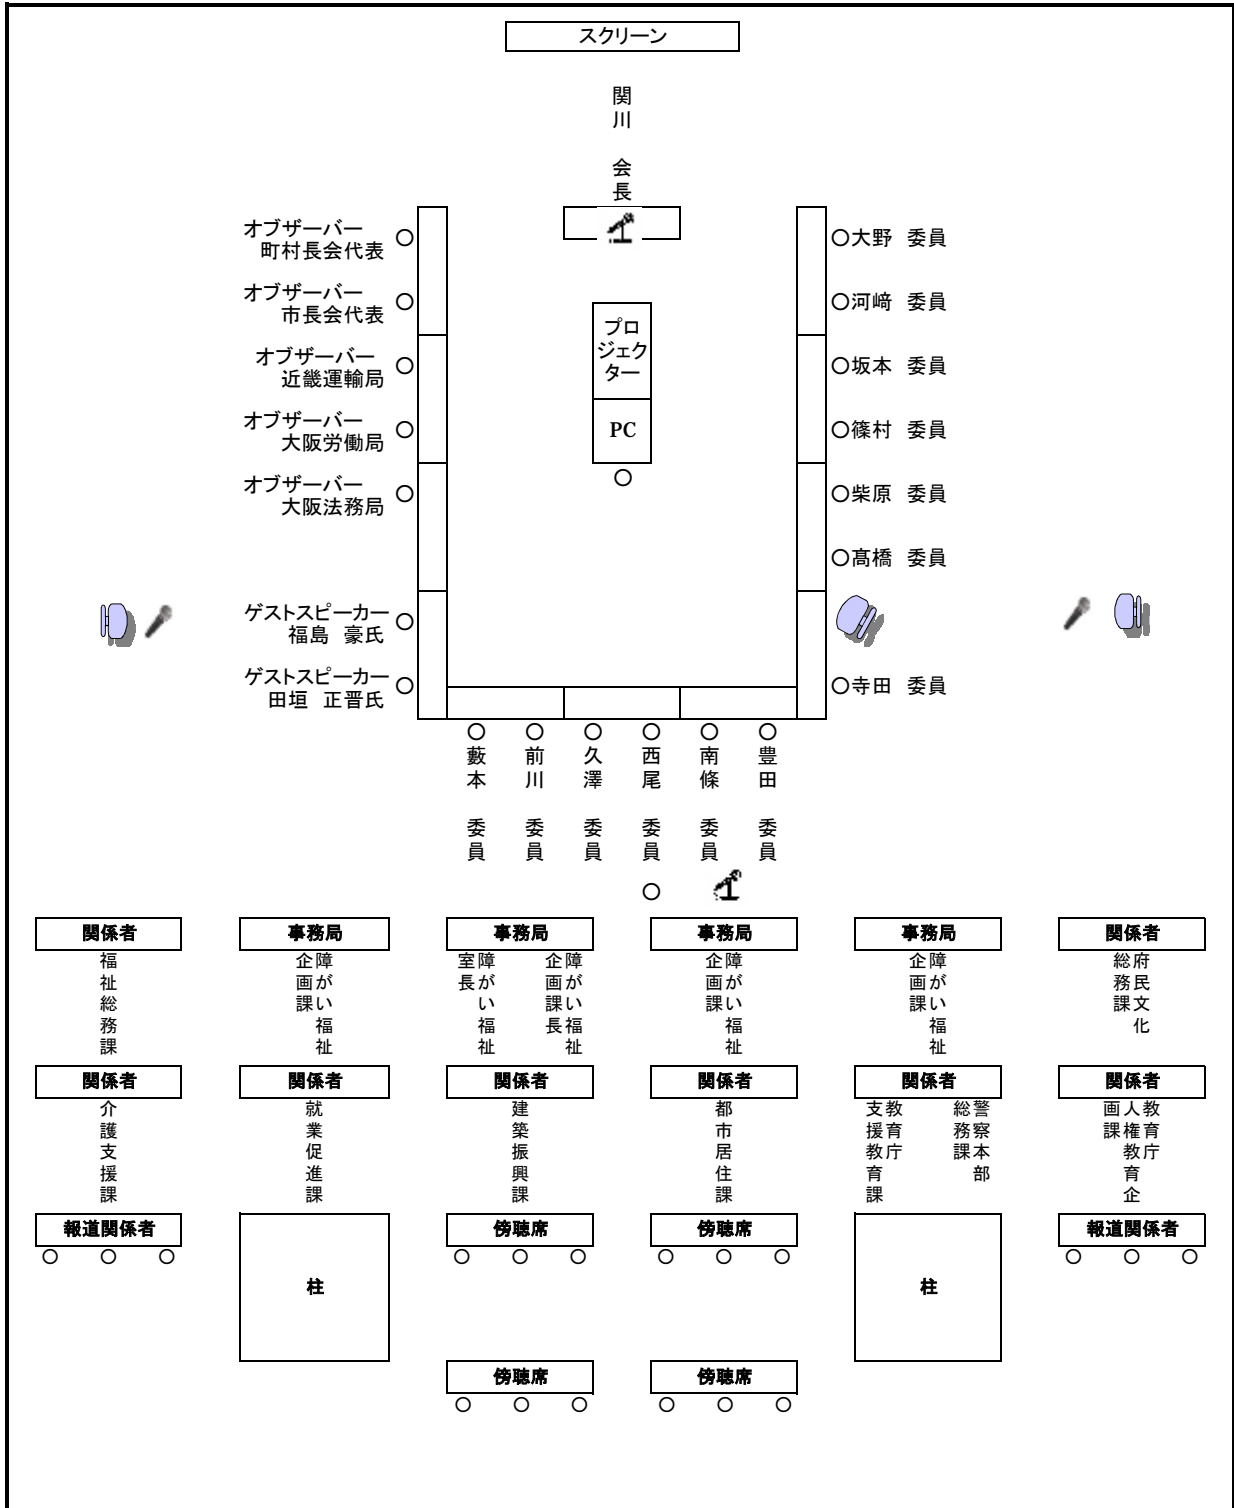 スクリーン
関川　会長
オブザーバー
町村長会代表
〇
〇大野　委員
オブザーバー
市長会代表
〇
〇河﨑　委員
プロ
ジェク
ター
オブザーバー
近畿運輸局
〇
〇坂本　委員
オブザーバー
大阪労働局
〇
PC
〇篠村　委員
〇
オブザーバー
大阪法務局
〇
〇柴原　委員
〇髙橋　委員
ゲストスピーカー
福島　豪氏
〇
ゲストスピーカー
田垣　正晋氏
〇
〇寺田　委員
〇藪本　委員
〇前川　委員
〇久澤　委員
〇西尾　委員
〇南條　委員
〇豊田　委員
〇
関係者
福祉総務課
事務局
障がい福祉
企画課
事務局
障がい福祉
室長
障がい福祉
企画課長
事務局
障がい福祉
企画課
事務局
障がい福祉
企画課
関係者
府民文化
総務課
関係者
介護支援課
関係者
就業促進課
関係者
建築振興課
関係者
都市居住課
関係者
教育庁
支援教育課
警察本部
総務課
関係者
教育庁
人権教育企
画課
報道関係者
〇 〇 〇
柱
傍聴席
〇 〇 〇
傍聴席
〇 〇 〇
柱
報道関係者
〇 〇 〇
傍聴席
〇 〇 〇
傍聴席
〇 〇 〇